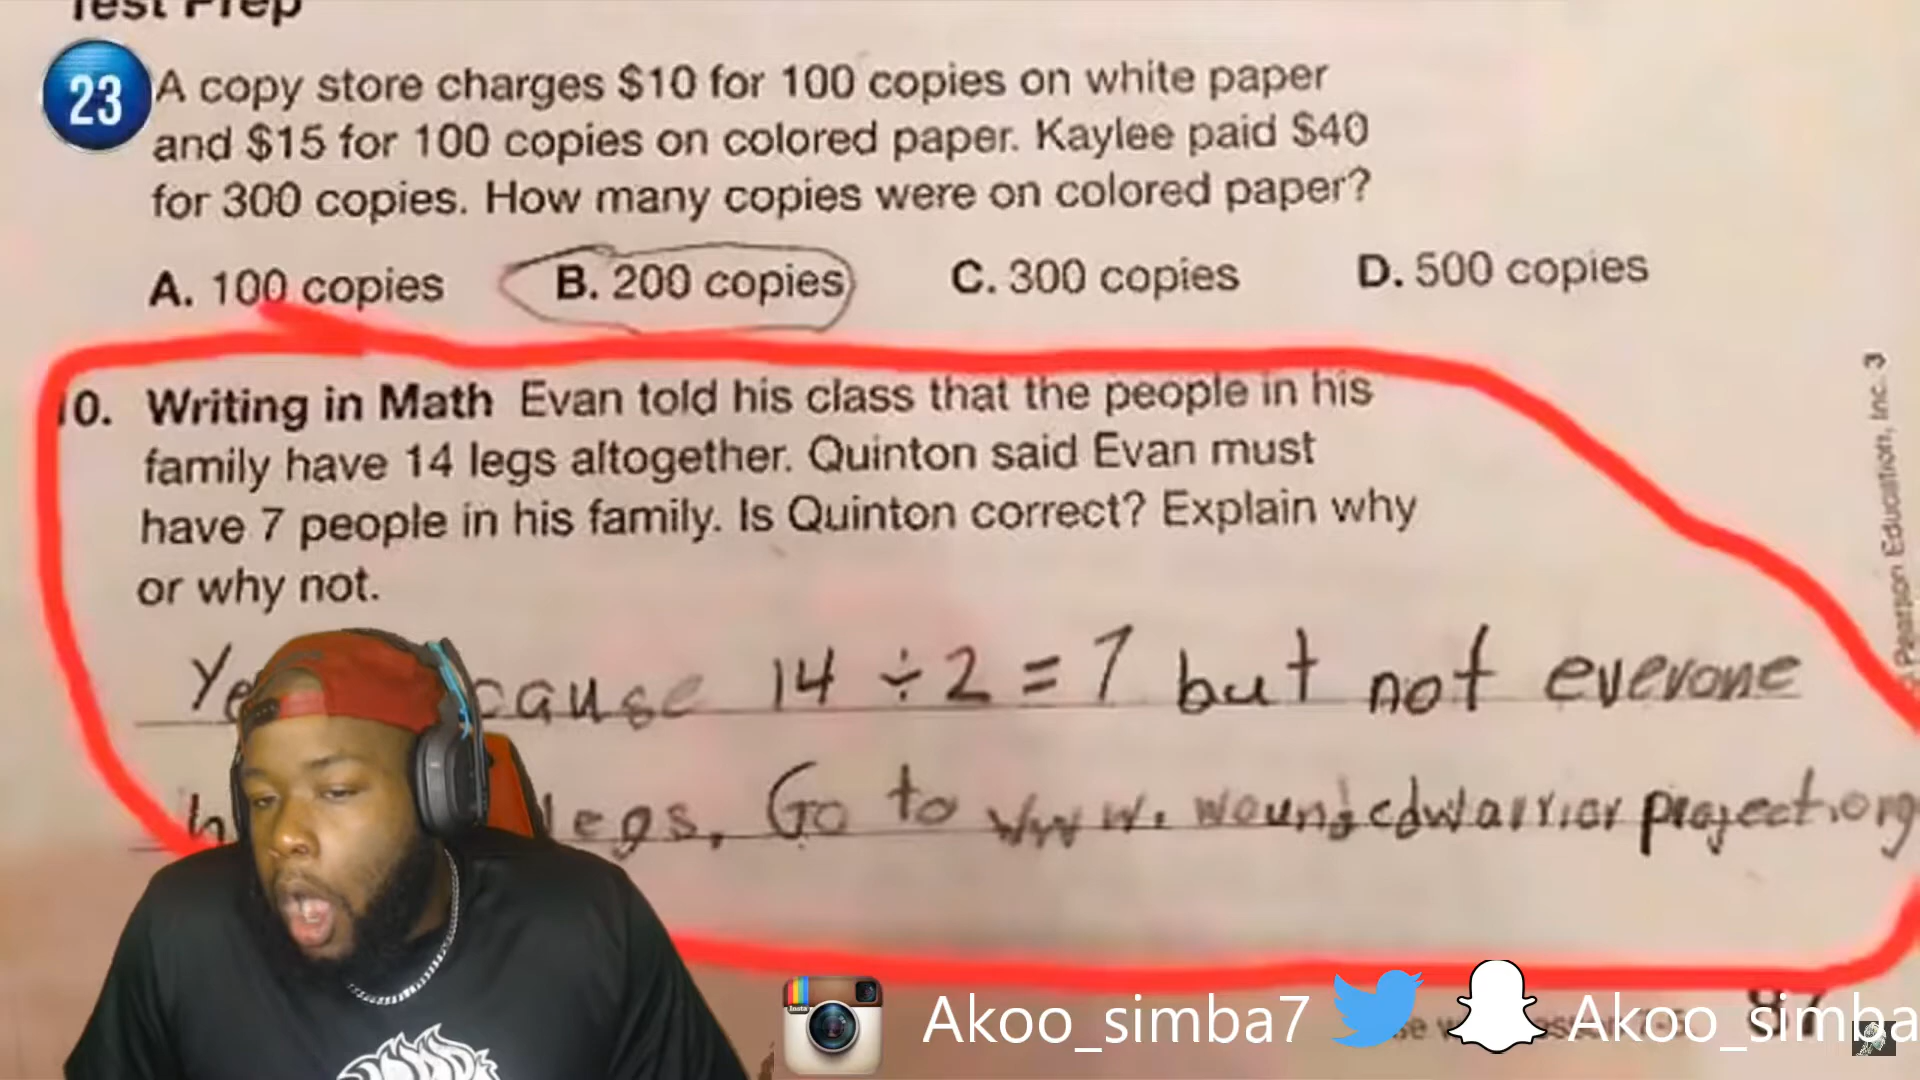 Test Prep
23
A copy store charges $10 for 100 copies on white paper
and $15 for 100 copies on colored paper. Kaylee paid $40
for 300 copies. How many copies were on colored paper?
A. 100 copies B. 200 copies C. 300 copies D. 500 copies
10. Writing in Math Evan told his class that the people in his
family have 14 legs altogether. Quinton said Evan must
have 7 people in his family. Is Quinton correct? Explain why
or why not.
14 ÷ 2 = 7 but not everyone
legs, Go to www.woundedwarriorproject.org
Pearson Education, Inc. 3
Akoo_simba7
Akoo_simba